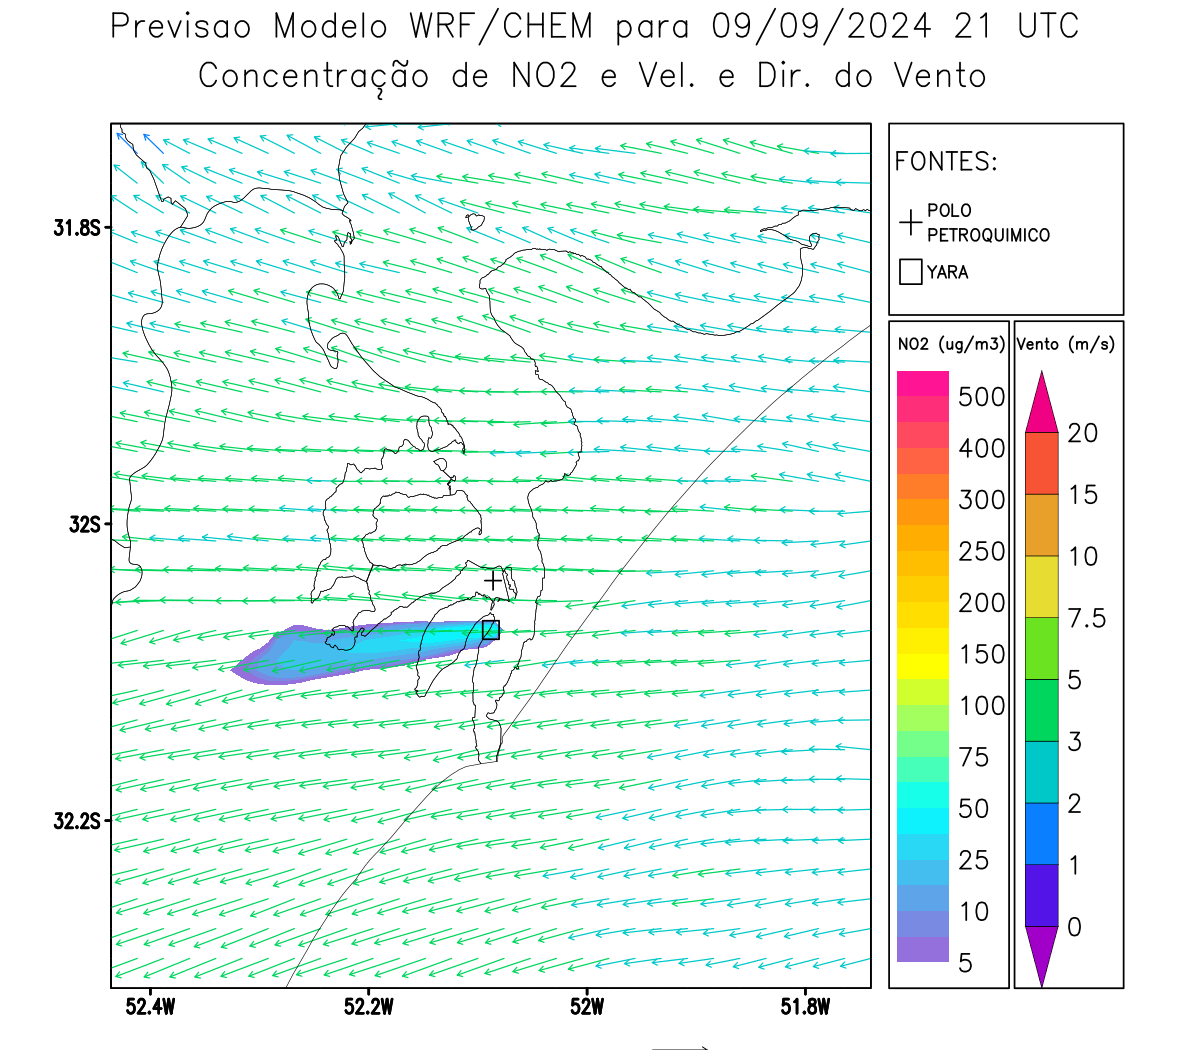 Previsao Modelo WRF/CHEM para 09/09/2024 21 UTC
Concentração de NO2 e Vel. e Dir. do Vento
FONTES:
POLO
PETROQUIMICO
YARA
NO2 (ug/m3)
500
400
300
250
200
150
100
75
50
25
10
5
Vento (m/s)
20
15
10
7.5
5
3
2
1
0
31.8S
32S
32.2S
52.4W
52.2W
52W
51.8W